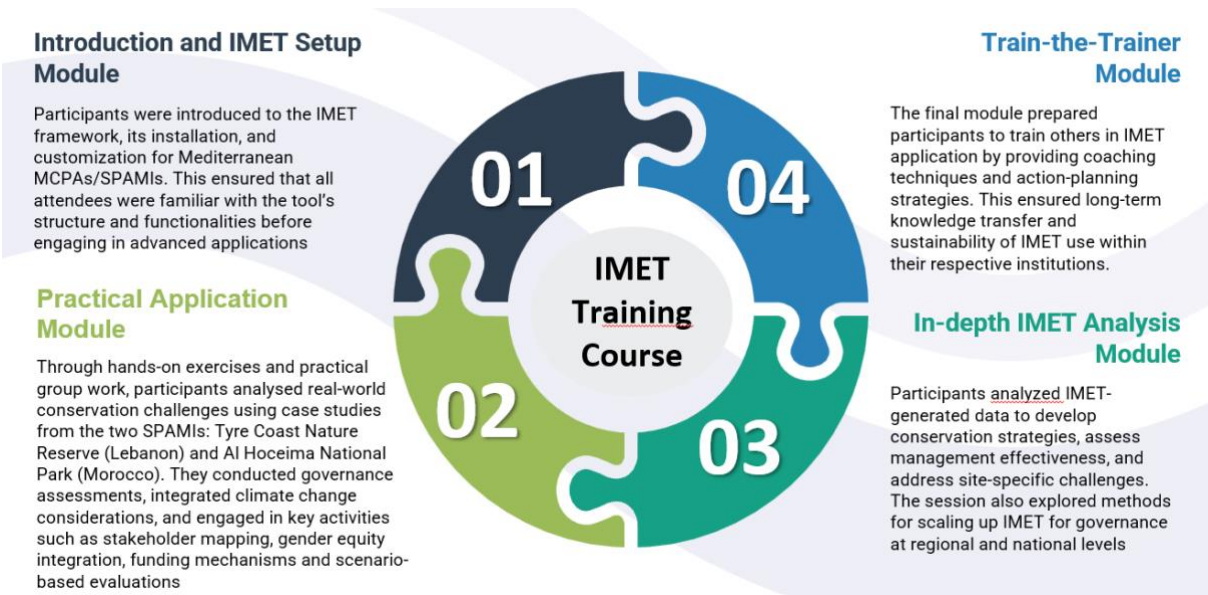 Introduction and IMET Setup
Module
Participants were introduced to the IMET
framework, its installation, and
customization for Mediterranean
MCPAs/SPAMIs. This ensured that all
attendees were familiar with the tool's
structure and functionalities before
engaging in advanced applications
Practical Application
Module
Through hands-on exercises and practical
group work, participants analysed real-world
conservation challenges using case studies
from the two SPAMIs: Tyre Coast Nature
Reserve (Lebanon) and Al Hoceima National
Park (Morocco). They conducted governance
assessments, integrated climate change
considerations, and engaged in key activities
such as stakeholder mapping, gender equity
integration, funding mechanisms and scenario-
based evaluations
01
02
03
04
IMET
Training
Course
Train-the-Trainer
Module
The final module prepared
participants to train others in IMET
application by providing coaching
techniques and action-planning
strategies. This ensured long-term
knowledge transfer and
sustainability of IMET use within
their respective institutions.
In-depth IMET Analysis
Module
Participants analyzed IMET-
generated data to develop
conservation strategies, assess
management effectiveness, and
address site-specific challenges.
The session also explored methods
for scaling up IMET for governance
at regional and national levels